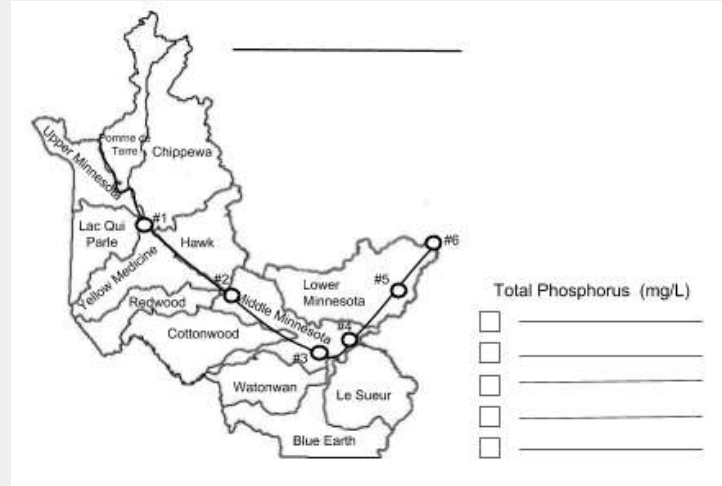 Pomme de
Terre
Chippewa
Upper Minnesota
#1
Lac Qui
Parle
Hawk
#6
Yellow Medicine
#2
Lower
Minnesota
#5
Redwood
Middle Minnesota
Cottonwood
#4
#3
Watonwan
Le Sueur
Blue Earth
Total Phosphorus (mg/L)